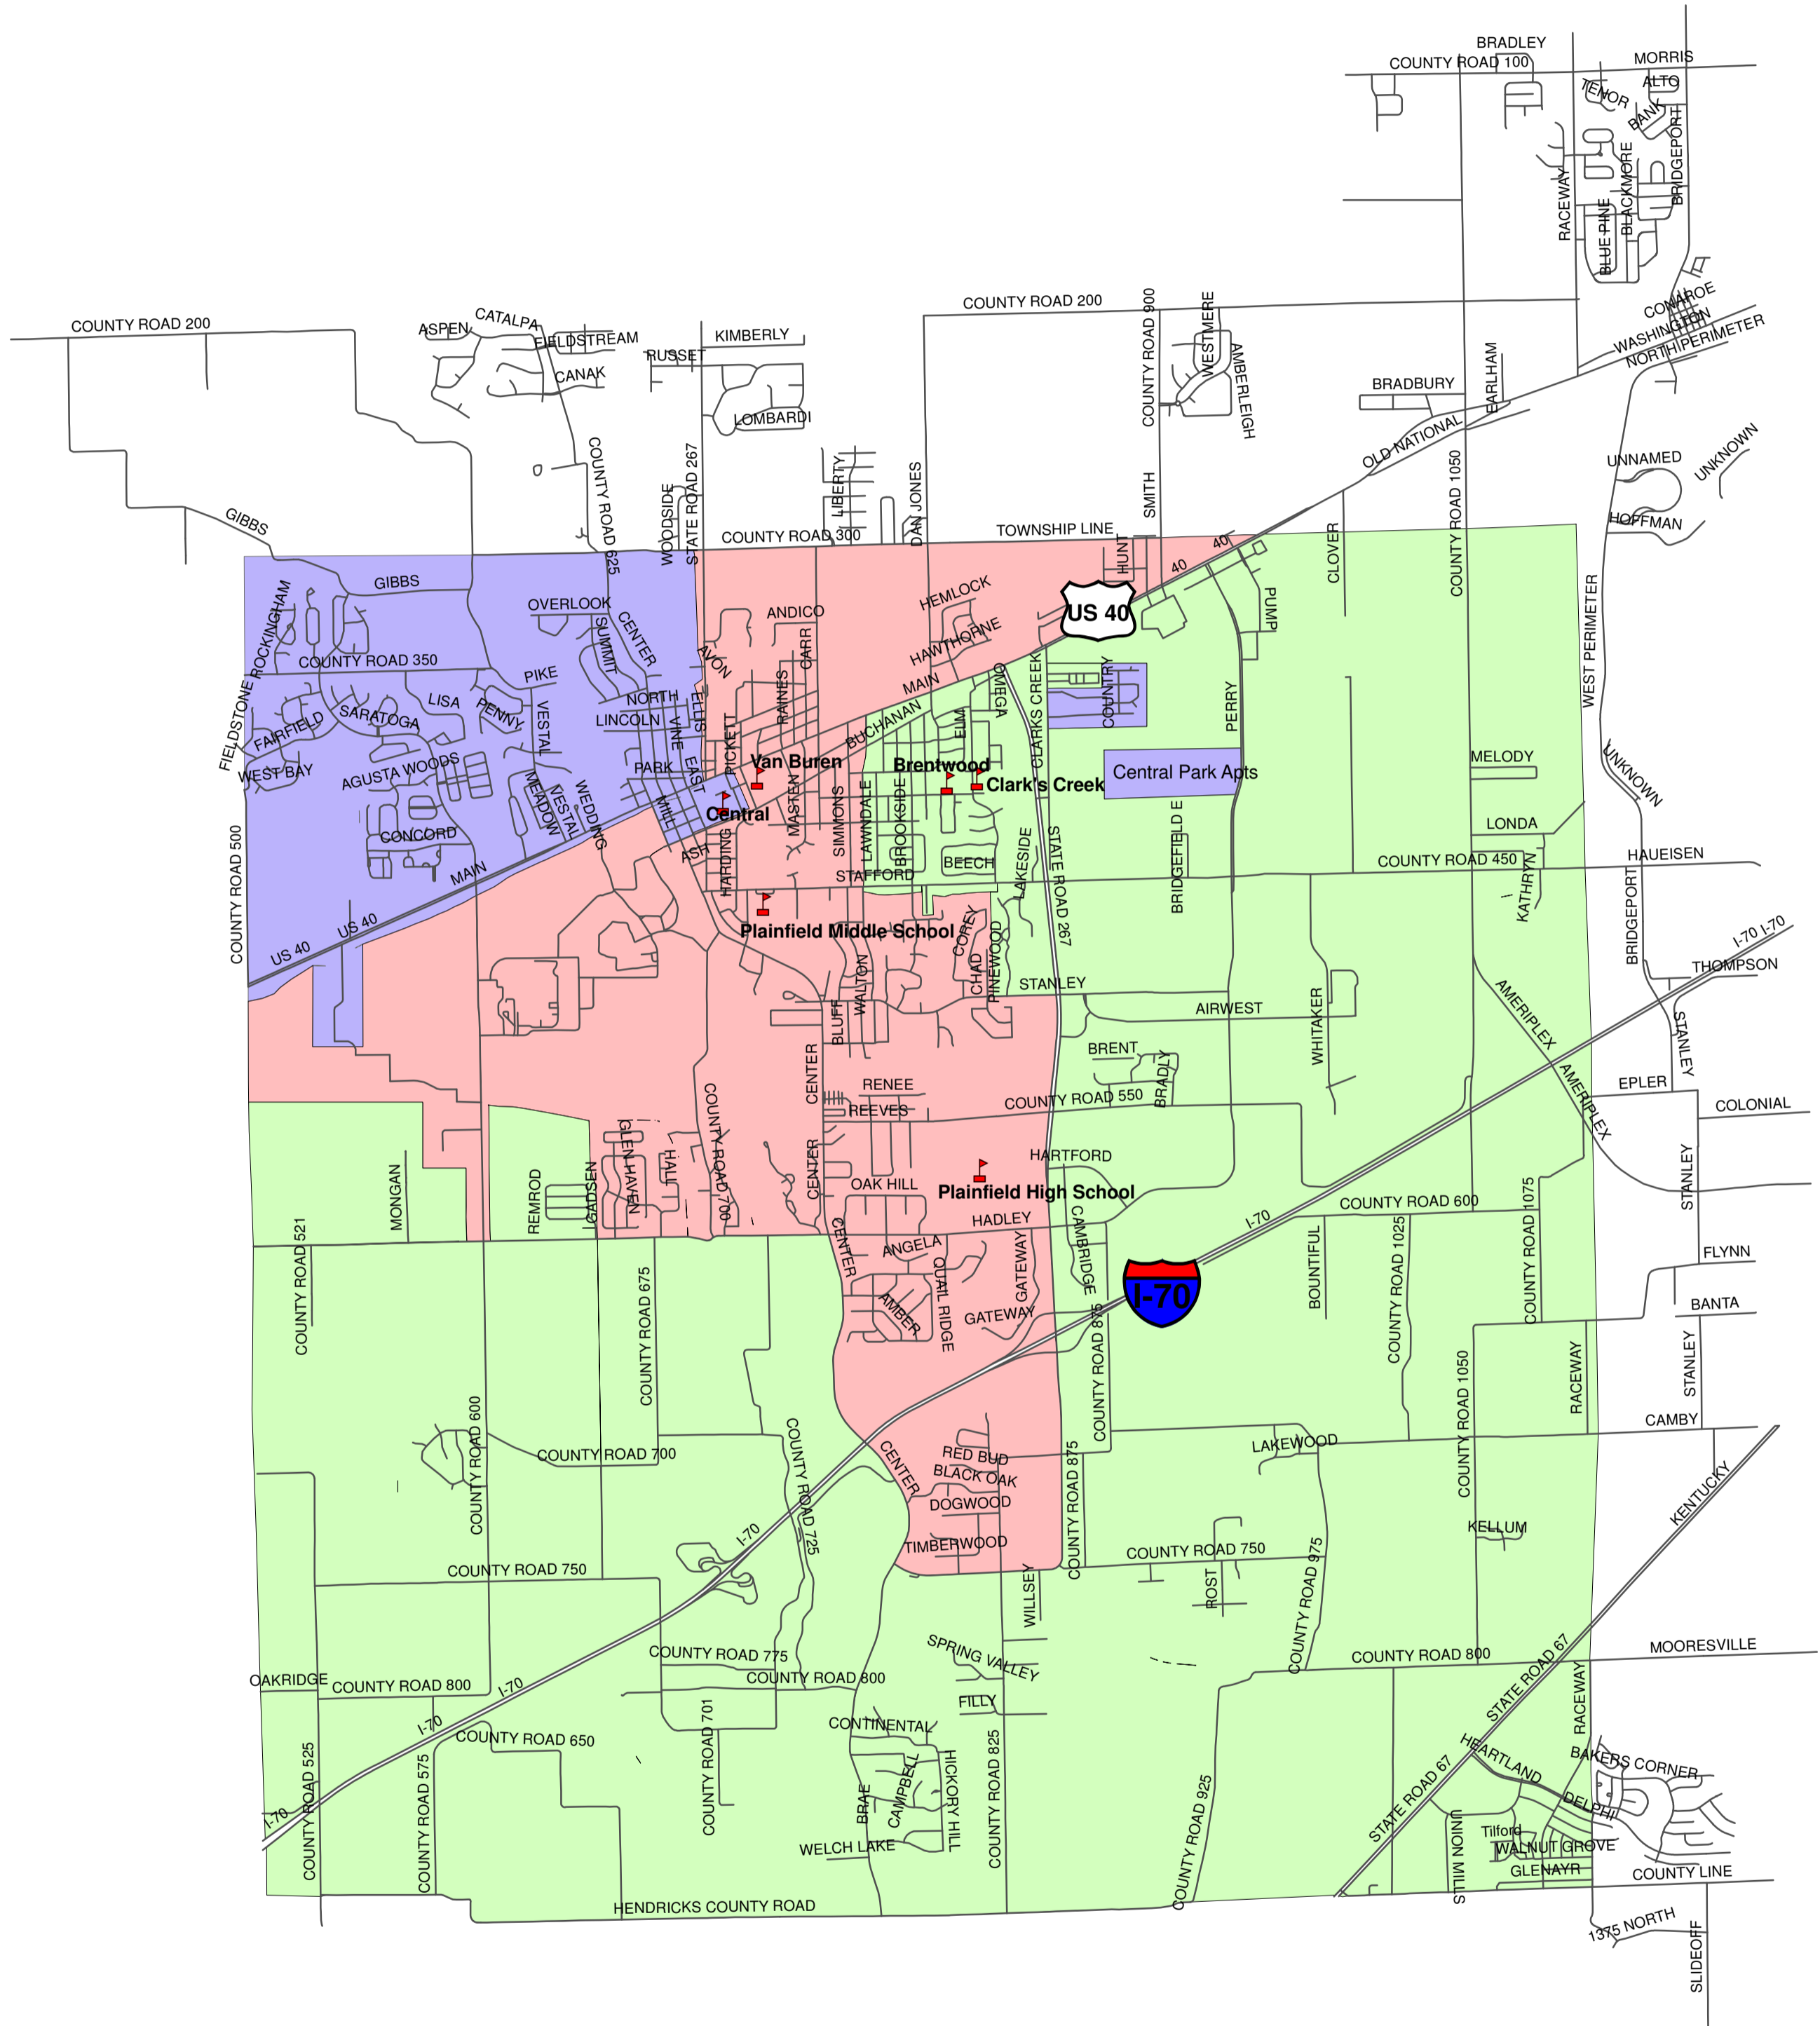 BRADLEY
COUNTY ROAD 100
MORRIS
TENOR
ALTO
BANK
BRIDGEPORT
RACEWAY
BLUE PINE
BLACKMORE
COUNTY ROAD 200
ASPEN
CATALPA
FIELDSTREAM
CANAK
RUSSET
KIMBERLY
LOMBARDI
COUNTY ROAD 200
COUNTY ROAD 900
WESTMERE
AMBERLEIGH
CONAROE
WASHINGTON
NORTH PERIMETER
BRADBURY
EARLHAM
OLD NATIONAL
UNNAMED
UNKNOWN
HOFFMAN
GIBBS
COUNTY ROAD 625
WOODSIDE
STATE ROAD 267
LIBERTY
DAN JONES
SMITH
COUNTY ROAD 300
TOWNSHIP LINE
HUNT
40
40
CLOVER
COUNTY ROAD 1050
WEST PERIMETER
GIBBS
ROCKINGHAM
OVERLOOK
SUMMIT
CENTER
ANDICO
CARR
AVON
HEMLOCK
HAWTHORNE
US 40
PUMP
COUNTY ROAD 350
FIELDSTONE
FAIRFIELD
SARATOGA
LISA
PENNY
PIKE
VESTAL
NORTH
LINCOLN
VINE
ELLIS
RAINES
MAIN
OMEGA
CLARKS CREEK
COUNTRY
PERRY
WEST BAY
AGUSTA WOODS
PARK
EAST
PICKETT
BUCHANAN
ELM
Van Buren
Brentwood
Clark's Creek
Central Park Apts
MELODY
UNKNOWN
MEADOW
VESTAL
WEDDING
MILL
Central
MASTEN
SIMMONS
LAWNDALE
BROOKSIDE
CONCORD
MAIN
ASH
HARDING
STAFFORD
BEECH
LAKESIDE
STATE ROAD 267
BRIDGEFIELD E
LONDA
COUNTY ROAD 450
HAUEISEN
KATHRYN
BRIDGEPORT
COUNTY ROAD 500
US 40
US 40
Plainfield Middle School
COREY
CHAD
PINEWOOD
WALTON
BLUFF
STANLEY
AIRWEST
WHITAKER
I-70
I-70
THOMPSON
AMERIPLEX
STANLEY
BRENT
BRADLY
COUNTY ROAD 550
AMERIPLEX
EPLER
COLONIAL
CENTER
RENEE
REEVES
COUNTY ROAD 700
GLEN HAVEN
HALL
CENTER
HARTFORD
Plainfield High School
OAK HILL
MONGAN
REMROD
GADSEN
STANLEY
COUNTY ROAD 600
COUNTY ROAD 1075
I-70
HADLEY
CAMBRIDGE
COUNTY ROAD 521
COUNTY ROAD 675
CENTER
ANGELA
QUAIL RIDGE
GATEWAY
GATEWAY
AMBER
I-70
BOUNTIFUL
COUNTY ROAD 1025
FLYNN
BANTA
COUNTY ROAD 875
COUNTY ROAD 1050
RACEWAY
STANLEY
COUNTY ROAD 600
COUNTY ROAD 700
COUNTY ROAD 725
CENTER
RED BUD
BLACK OAK
DOGWOOD
TIMBERWOOD
COUNTY ROAD 875
LAKEWOOD
CAMBY
KENTUCKY
KELLUM
I-70
COUNTY ROAD 750
COUNTY ROAD 750
WILLSEY
ROST
COUNTY ROAD 975
COUNTY ROAD 775
COUNTY ROAD 800
SPRING VALLEY
FILLY
COUNTY ROAD 800
MOORESVILLE
OAKRIDGE
COUNTY ROAD 800
I-70
I-70
I-70
COUNTY ROAD 650
COUNTY ROAD 525
COUNTY ROAD 575
COUNTY ROAD 701
CONTINENTAL
BRAE
CAMPBELL
HICKORY HILL
COUNTY ROAD 825
WELCH LAKE
COUNTY ROAD 925
STATE ROAD 67
STATE ROAD 67
RACEWAY
HEARTLAND
BAKERS CORNER
DELPHI
UNION MILLS
Tilford
WALNUT GROVE
GLENAYR
COUNTY LINE
HENDRICKS COUNTY ROAD
1375 NORTH
SLIDEOFF